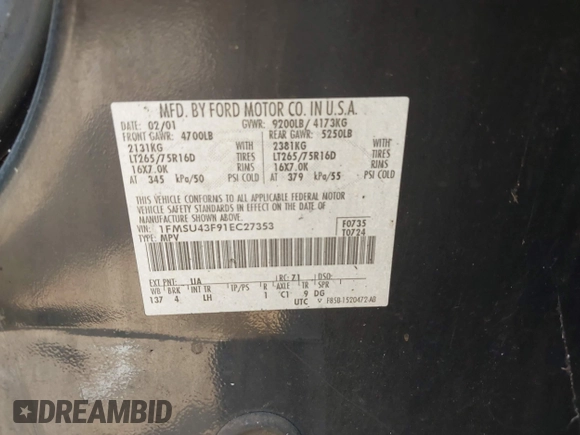 MFD. BY FORD MOTOR CO. IN U.S.A.
DATE: 02/01 GVWR: 9200LB/ 4173KG
FRONT GAWR: 4700LB REAR GAWR: 5250LB
2131KG WITH 2381KG WITH
LT265/75R16D TIRES LT265/75R16D TIRES
16X7.0K RIMS 16X7.0K RIMS
AT 345 kPa/50 PSI COLD AT 379 kPa/55 PSI COLD
THIS VEHICLE CONFORMS TO ALL APPLICABLE FEDERAL MOTOR
VEHICLE SAFETY STANDARDS IN EFFECT ON THE DATE OF
MANUFACTURE SHOWN ABOVE.
VIN: 1FMSU43F91EC27353 F0735
TYPE: MPV T0724
EXT PNT: UA RC: 71 DSO:
WB BRK INT TR TP/PS R AXLE TR SPR
137 4 LH 1 C1 9 DG
UTC V F85B-1520472-AD
DREAMBID